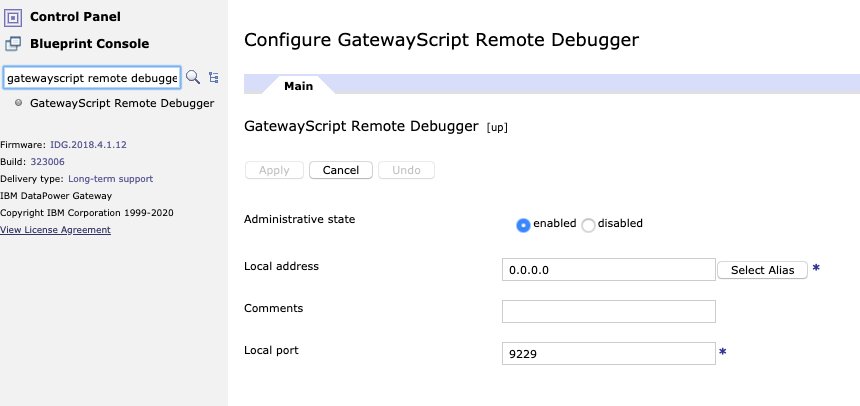 Control Panel
Blueprint Console
gatewayscript remote debugge
GatewayScript Remote Debugger
Firmware: IDG.2018.4.1.12
Build: 323006
Delivery type: Long-term support
IBM DataPower Gateway
Copyright IBM Corporation 1999-2020
View License Agreement
Configure GatewayScript Remote Debugger
Main
GatewayScript Remote Debugger [up]
Apply Cancel Undo
Administrative state enabled disabled
Local address 0.0.0.0 Select Alias *
Comments
Local port 9229 *